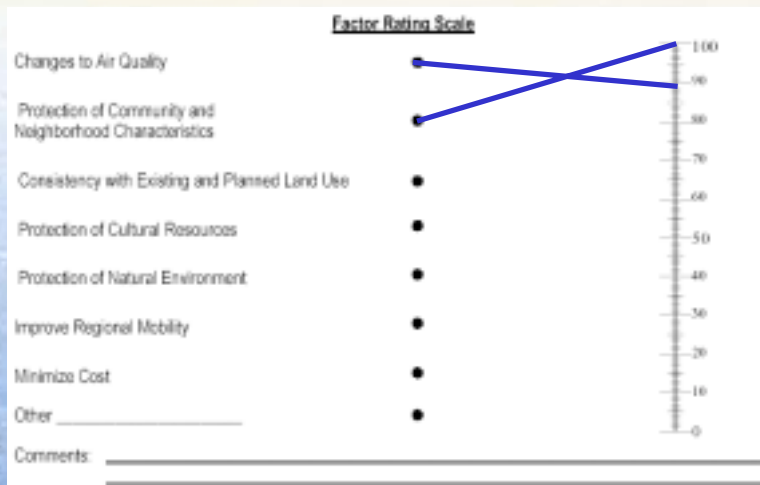 Factor Rating Scale
Changes to Air Quality
Protection of Community and
Neighborhood Characteristics
Consistency with Existing and Planned Land Use
Protection of Cultural Resources
Protection of Natural Environment
Improve Regional Mobility
Minimize Cost
Other ______________________
Comments:
100
90
80
70
60
50
40
30
20
10
0